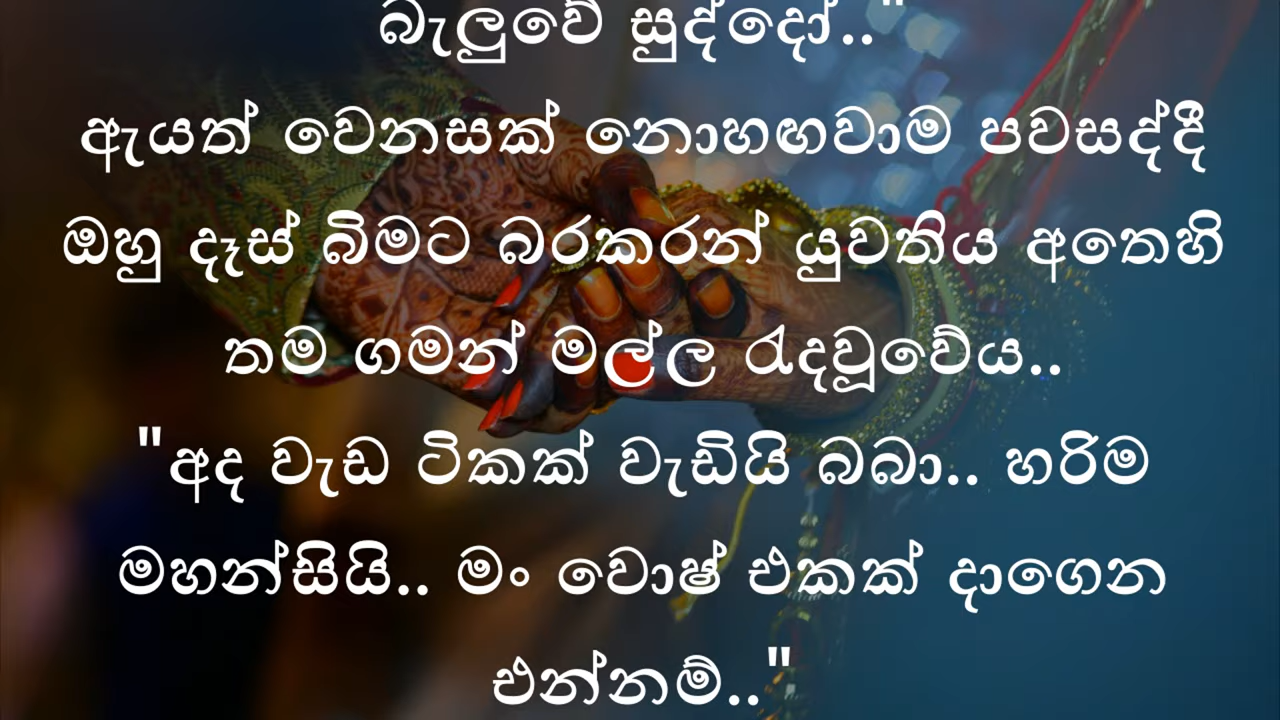 බැලුවේ සුද්දෝ.."
ඇයත් වෙනසක් නොහඟවාම පවසද්දී
ඔහු දෑස් බිමට බරකරන් යුවතිය අතෙහි
තම ගමන් මල්ල රැදවූවේය..
"අද වැඩ ටිකක් වැඩියි බබා.. හරිම
මහන්සියි.. මං වොෂ් එකක් දාගෙන
එන්නම්.."